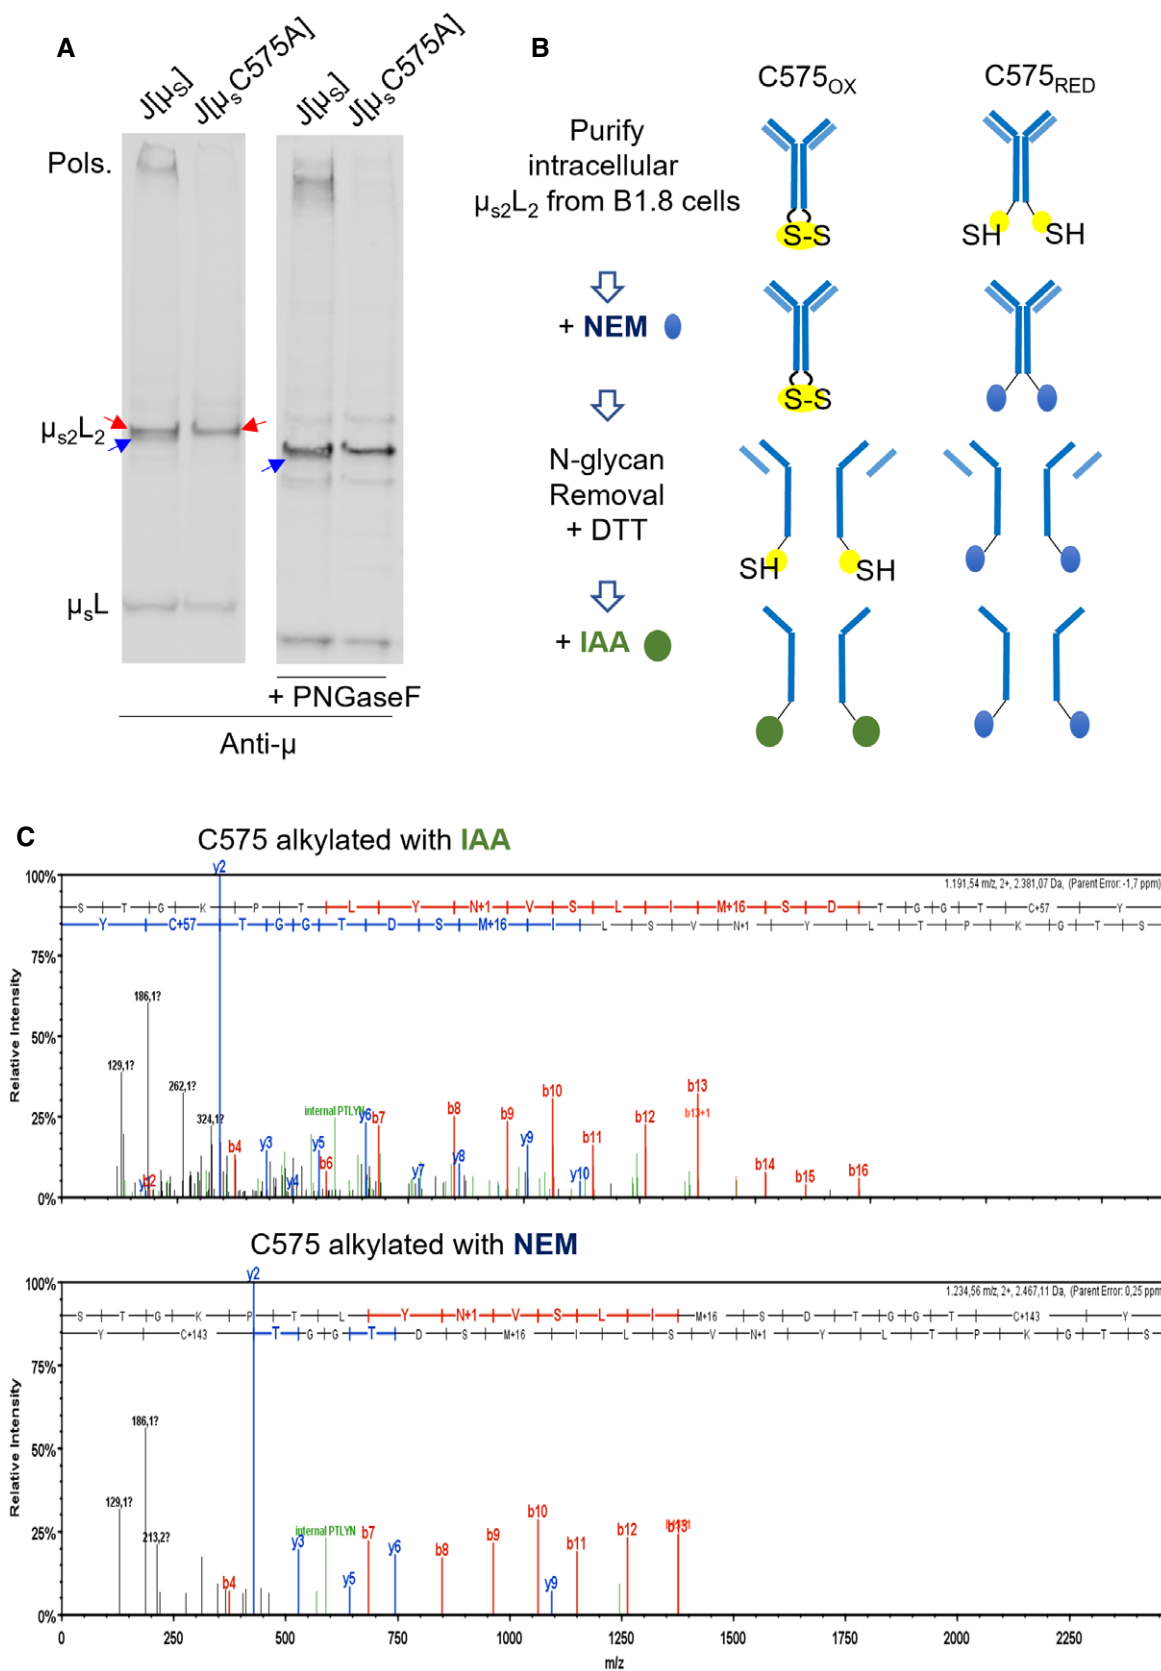 A
J[μs]
J[μsC575A]
J[μs]
J[μsC575A]
Pols.
μs2L2
μsL
+ PNGaseF
Anti-μ
B
C575OX
C575RED
Purify
intracellular
μs2L2 from B1.8 cells
S-S
SH
SH
+ NEM
S-S
N-glycan
Removal
+ DTT
SH
SH
+ IAA
C
C575 alkylated with IAA
y2
1.191,54 m/z, 2+, 2.381,07 Da, (Parent Error: -1,7 ppm)
S T G K P T L Y N+1 V S L I M+16 S D T G G T C+57 Y
Y C+57 T G G T D S M+16 I L S V N+1 Y L T P K G T S
Relative Intensity
100%
75%
50%
25%
0%
186,1?
129,1?
262,1?
324,1?
internal PTLYN
b2
b4
y3
y4
y5
b6
y6
b7
y7
b8
y8
b9
y9
b10
y10
b11
b12
b13
b13+1
b14
b15
b16
C575 alkylated with NEM
y2
1.234,56 m/z, 2+, 2.467,11 Da, (Parent Error: 0,25 ppm
S T G K P T L Y N+1 V S L I M+16 S D T G G T C+143 Y
Y C+143 T G G T D S M+16 I L S V N+1 Y L T P K G T S
Relative Intensity
100%
75%
50%
25%
0%
186,1?
129,1?
213,2?
internal PTLYN
b4
y3
y5
b7
y6
b8
b9
b10
y9
b11
b12
b13
0 250 500 750 1000 1250 1500 1750 2000 2250
m/z